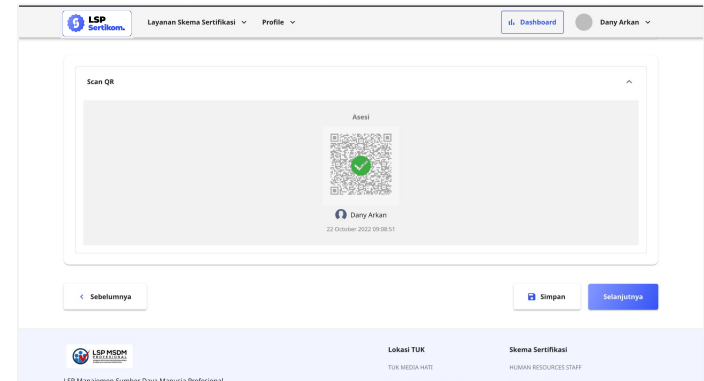 LSP
Sertikom.
Layanan Skema Sertifikasi
Profile
Dashboard
Dany Arkan
Scan QR
Asesi
Dany Arkan
22 October 2022 09:08:51
Sebelumnya
Simpan
Selanjutnya
LSP MSDM
PROFESIONAL
Lokasi TUK
Skema Sertifikasi
TUK MEDIA HATI
HUMAN RESOURCES STAFF
LSP Manajemen Sumber Daya Manusia Profesional